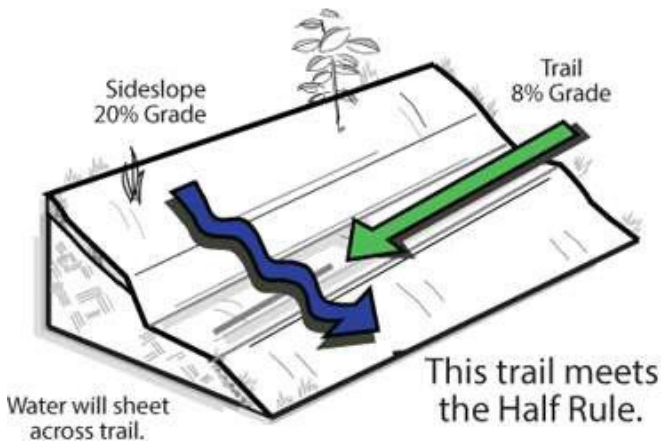 Sideslope
20% Grade
Trail
8% Grade
This trail meets
the Half Rule.
Water will sheet
across trail.